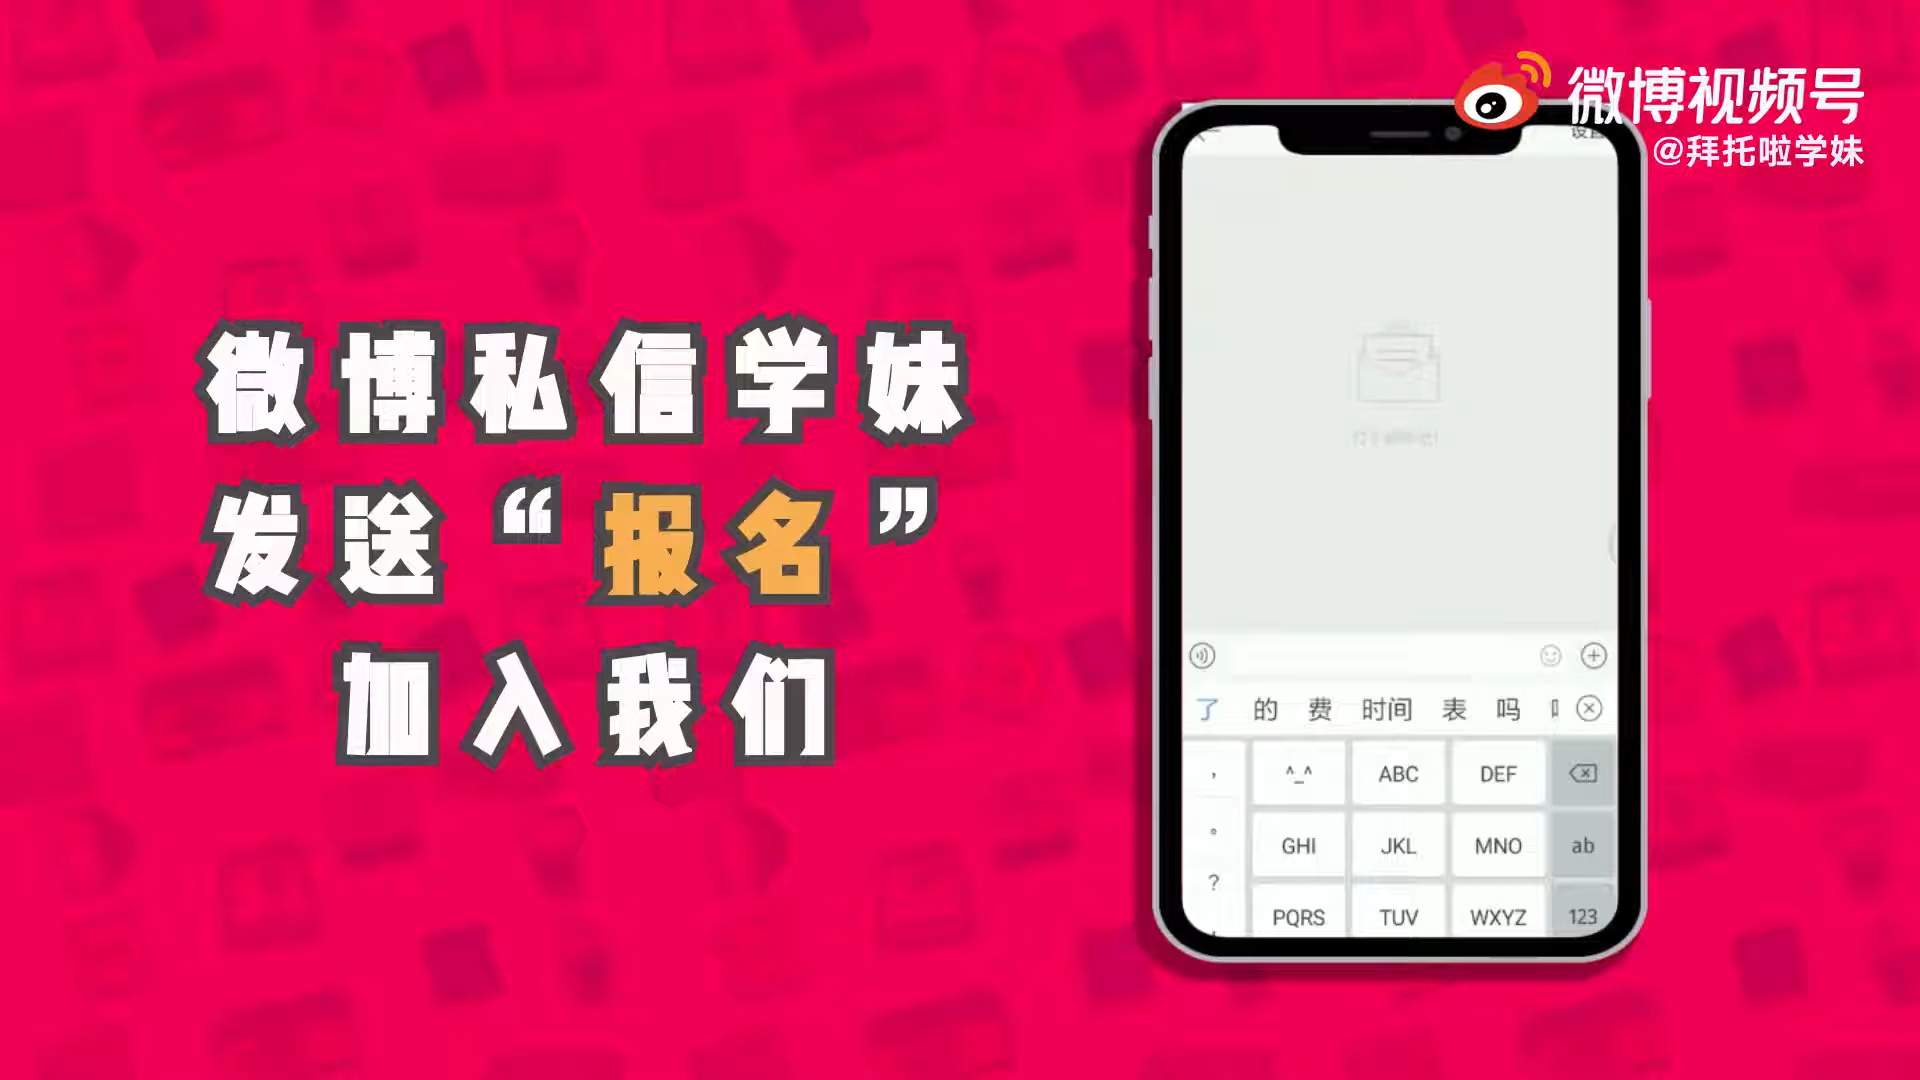 微博视频号
@拜托啦学妹
微博私信学妹
发送“报名”
加入我们
了 的 费 时间 表 吗
, ^_^ ABC DEF
。 GHI JKL MNO ab
? PQRS TUV WXYZ 123